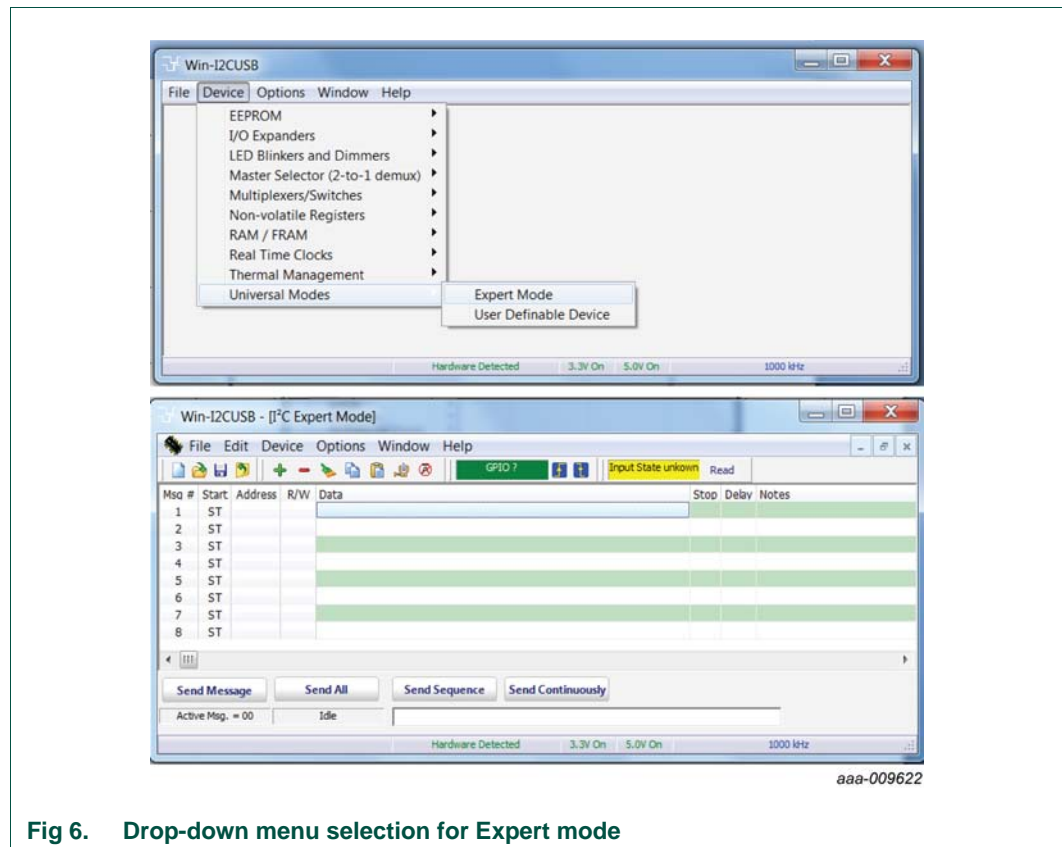 Win-I2CUSB
File Device Options Window Help
EEPROM
I/O Expanders
LED Blinkers and Dimmers
Master Selector (2-to-1 demux)
Multiplexers/Switches
Non-volatile Registers
RAM / FRAM
Real Time Clocks
Thermal Management
Universal Modes
Expert Mode
User Definable Device
Hardware Detected 3.3V On 5.0V On 1000 kHz
Win-I2CUSB - [I²C Expert Mode]
File Edit Device Options Window Help
GPIO ? Input State unkown Read
Msg # Start Address R/W Data Stop Delay Notes
1 ST
2 ST
3 ST
4 ST
5 ST
6 ST
7 ST
8 ST
Send Message Send All Send Sequence Send Continuously
Active Msg. = 00 Idle
Hardware Detected 3.3V On 5.0V On 1000 kHz
aaa-009622
Fig 6. Drop-down menu selection for Expert mode